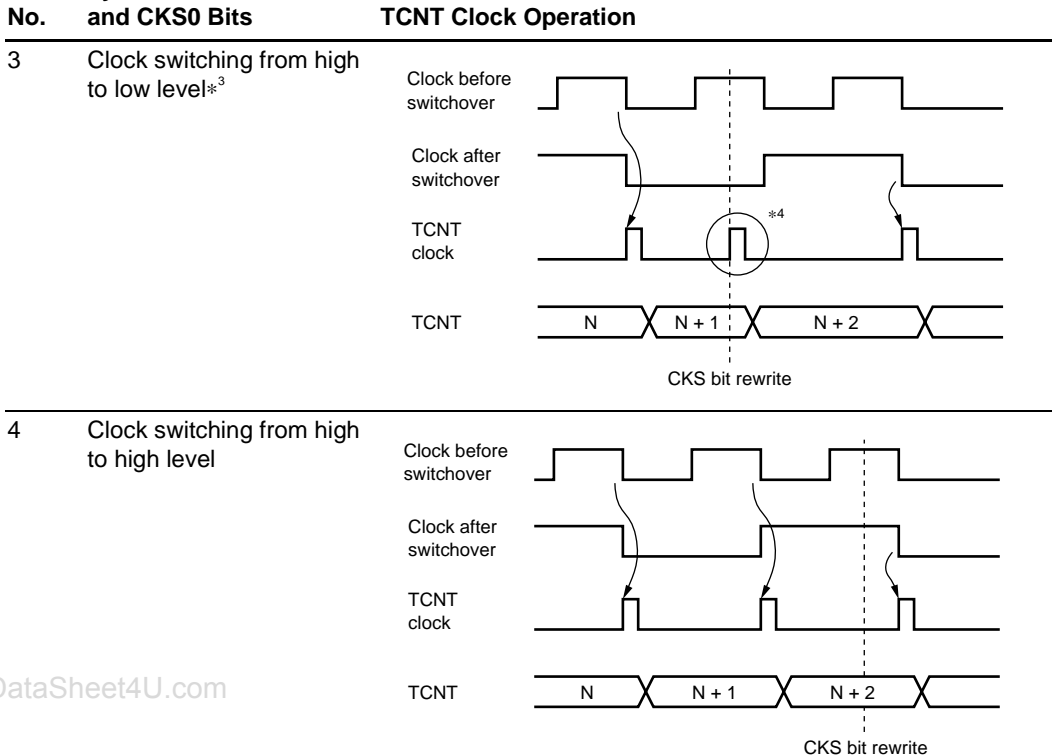 No. and CKS0 Bits TCNT Clock Operation
3 Clock switching from high
to low level*3
Clock before
switchover
Clock after
switchover
TCNT
clock
*4
TCNT N N + 1 N + 2
CKS bit rewrite
4 Clock switching from high
to high level
Clock before
switchover
Clock after
switchover
TCNT
clock
TCNT N N + 1 N + 2
CKS bit rewrite
DataSheet4U.com